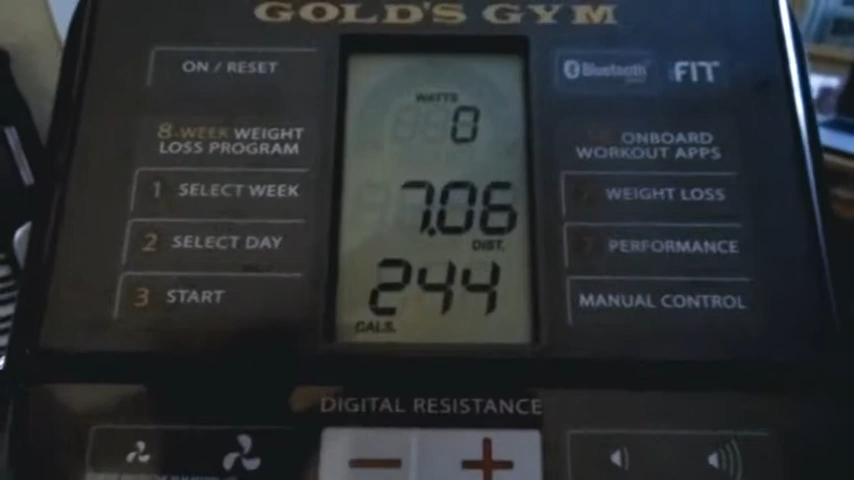 GOLD'S GYM
ON / RESET
8-WEEK WEIGHT
LOSS PROGRAM
1 SELECT WEEK
2 SELECT DAY
3 START
WATTS
0
7.06
DIST.
244
CALS.
Bluetooth
FIT
ONBOARD
WORKOUT APPS
WEIGHT LOSS
PERFORMANCE
MANUAL CONTROL
DIGITAL RESISTANCE
− +